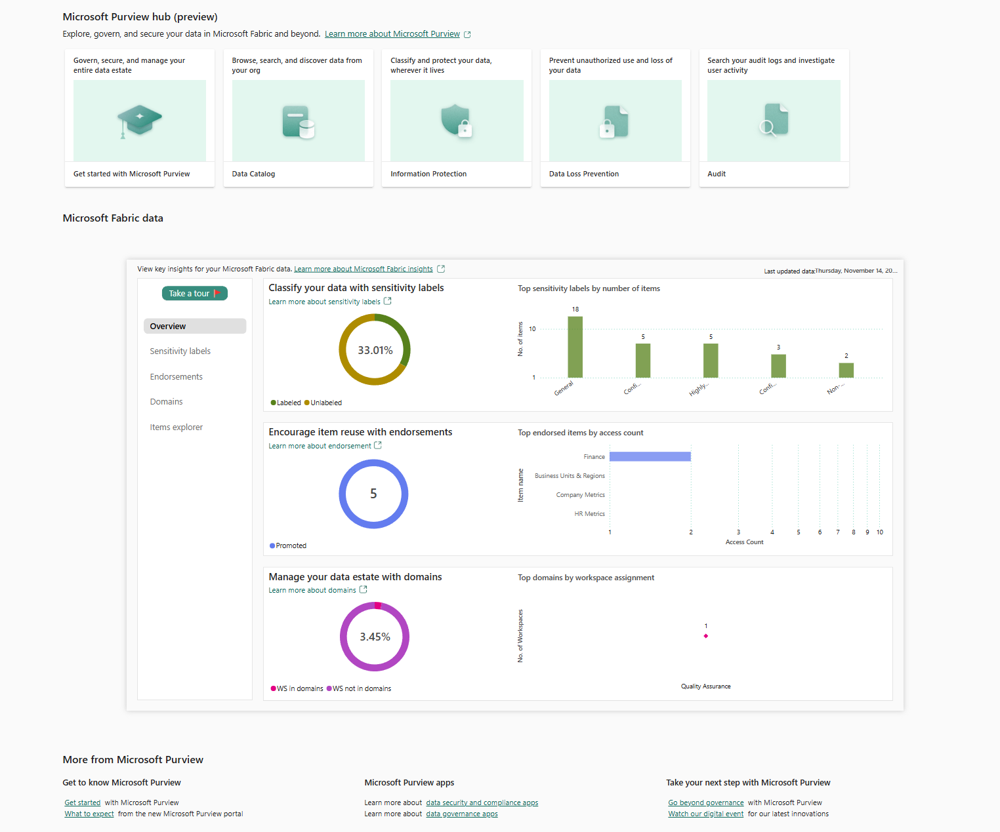 Microsoft Purview hub (preview)
Explore, govern, and secure your data in Microsoft Fabric and beyond. Learn more about Microsoft Purview
Govern, secure, and manage your
entire data estate
Get started with Microsoft Purview
Browse, search, and discover data from
your org
Data Catalog
Classify and protect your data,
wherever it lives
Information Protection
Prevent unauthorized use and loss of
your data
Data Loss Prevention
Search your audit logs and investigate
user activity
Audit
Microsoft Fabric data
View key insights for your Microsoft Fabric data. Learn more about Microsoft Fabric insights
Last updated data:Thursday, November 14, 20...
Take a tour
Overview
Sensitivity labels
Endorsements
Domains
Items explorer
Classify your data with sensitivity labels
Learn more about sensitivity labels
33.01%
Labeled Unlabeled
Top sensitivity labels by number of items
No. of items
10
1
18
5
5
3
2
General
Confi...
Highly...
Confi...
Non-...
Encourage item reuse with endorsements
Learn more about endorsement
5
Promoted
Top endorsed items by access count
Item name
Finance
Business Units & Regions
Company Metrics
HR Metrics
1 2 3 4 5 6 7 8 9 10
Access Count
Manage your data estate with domains
Learn more about domains
3.45%
WS in domains WS not in domains
Top domains by workspace assignment
No. of Workspaces
1
Quality Assurance
More from Microsoft Purview
Get to know Microsoft Purview
Get started with Microsoft Purview
What to expect from the new Microsoft Purview portal
Microsoft Purview apps
Learn more about data security and compliance apps
Learn more about data governance apps
Take your next step with Microsoft Purview
Go beyond governance with Microsoft Purview
Watch our digital event for our latest innovations